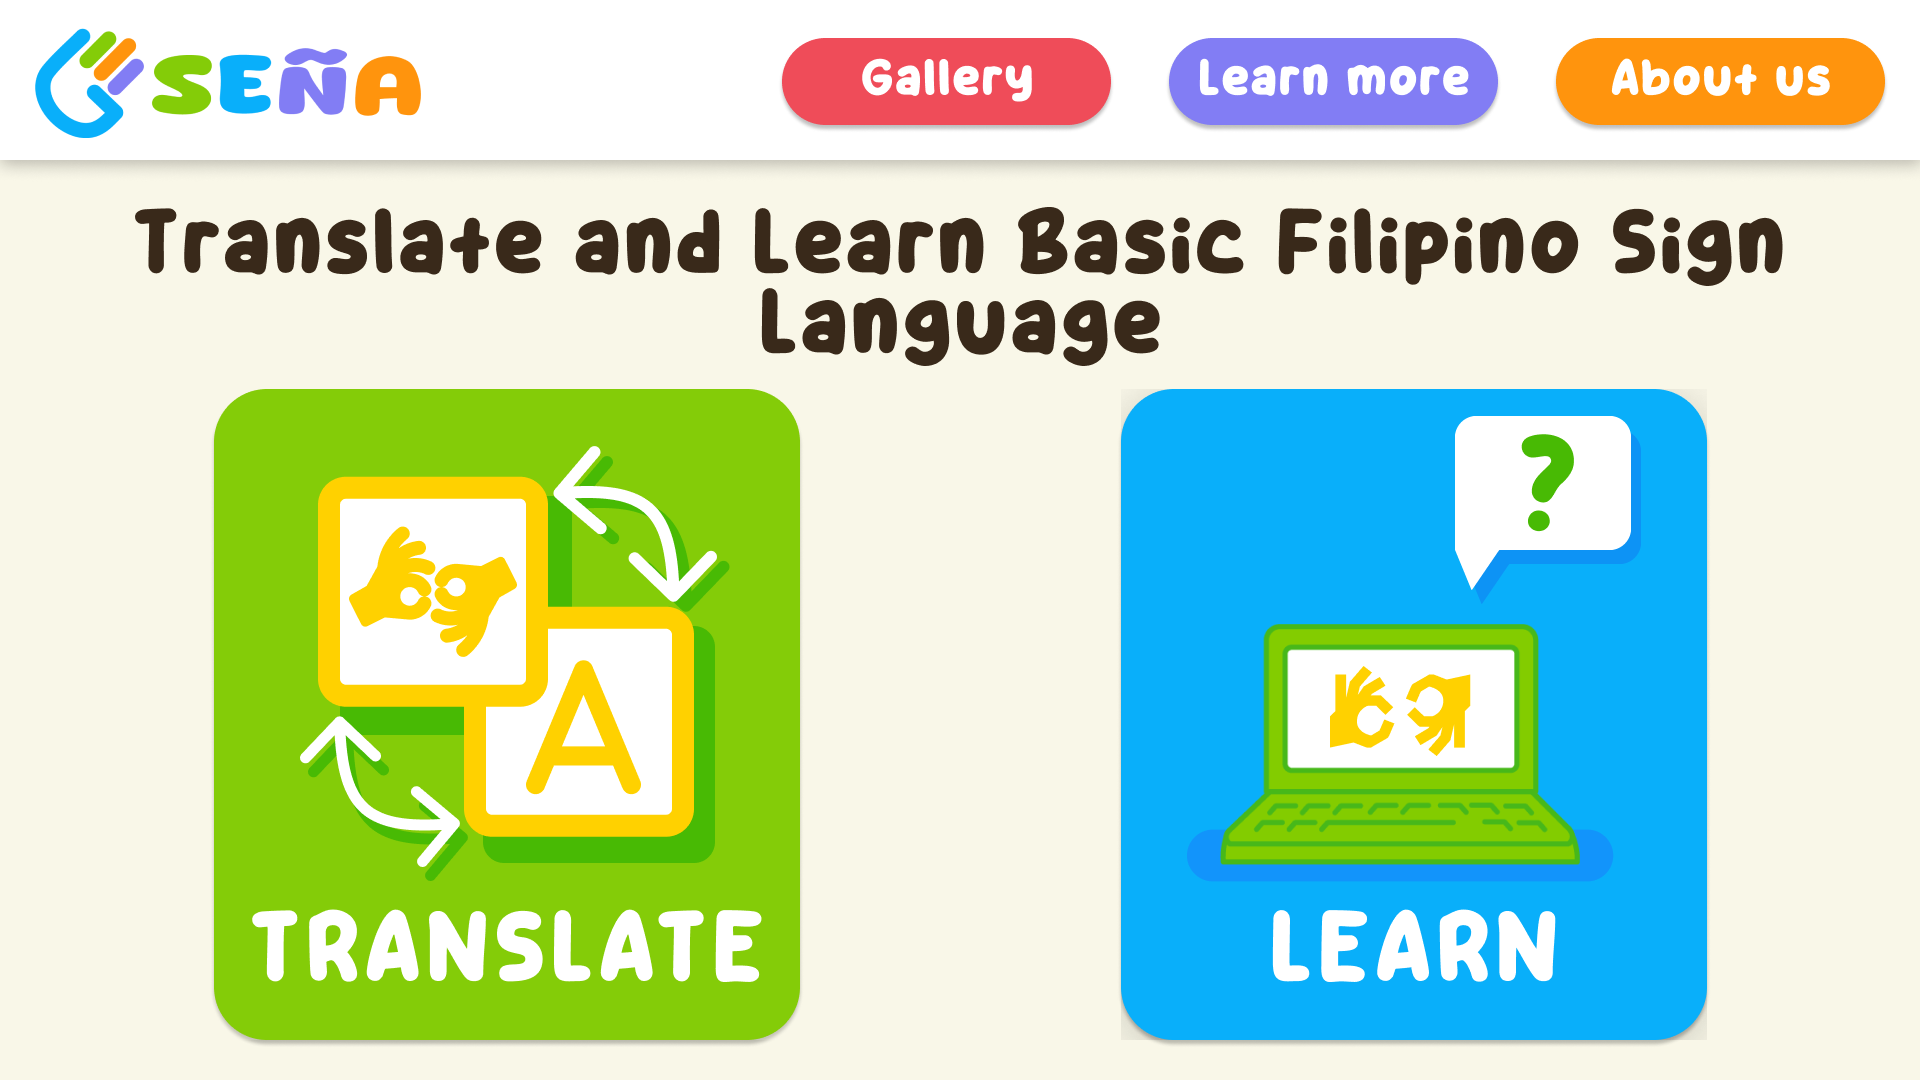 SEÑA
Gallery
Learn more
About us
Translate and Learn Basic Filipino Sign
Language
?
A
TRANSLATE
LEARN